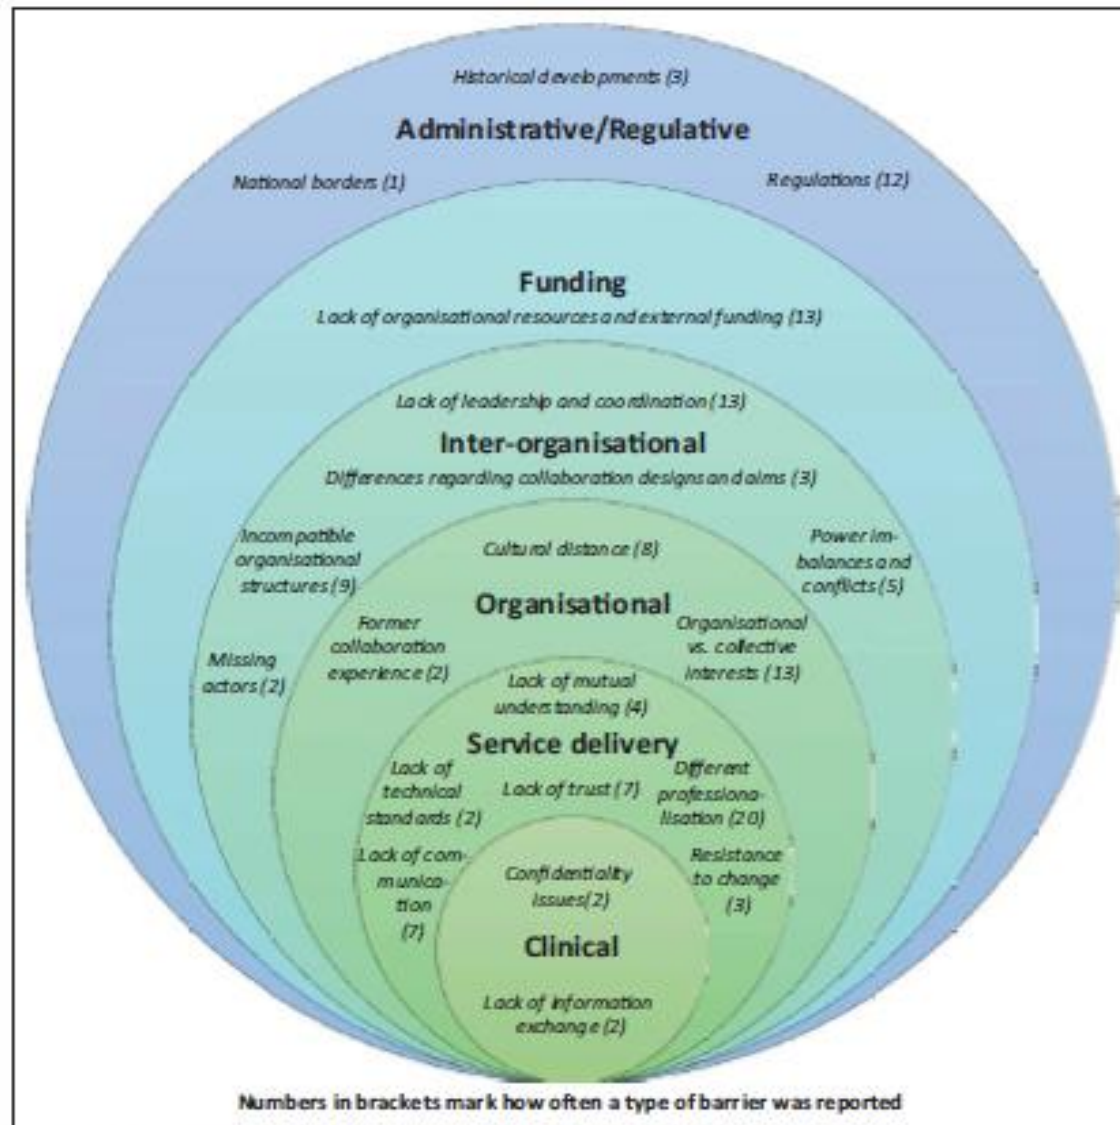 Historical developments (3)
Administrative/Regulative
National borders (1)
Regulations (12)
Funding
Lack of organisational resources and external funding (13)
Lack of leadership and coordination (13)
Inter-organisational
Differences regarding collaboration designs and aims (3)
Incompatible
organisational
structures (9)
Cultural distance (8)
Power im-
balances and
conflicts (5)
Organisational
Former
collaboration
experience (2)
Organisational
vs. collective
interests (13)
Missing
actors (2)
Lack of mutual
understanding (4)
Service delivery
Lack of
technical
standards (2)
Lack of trust (7)
Different
professiona-
lisation (20)
Lack of com-
munica-
tion
(7)
Confidentiality
issues (2)
Resistance
to change
(3)
Clinical
Lack of information
exchange (2)
Numbers in brackets mark how often a type of barrier was reported